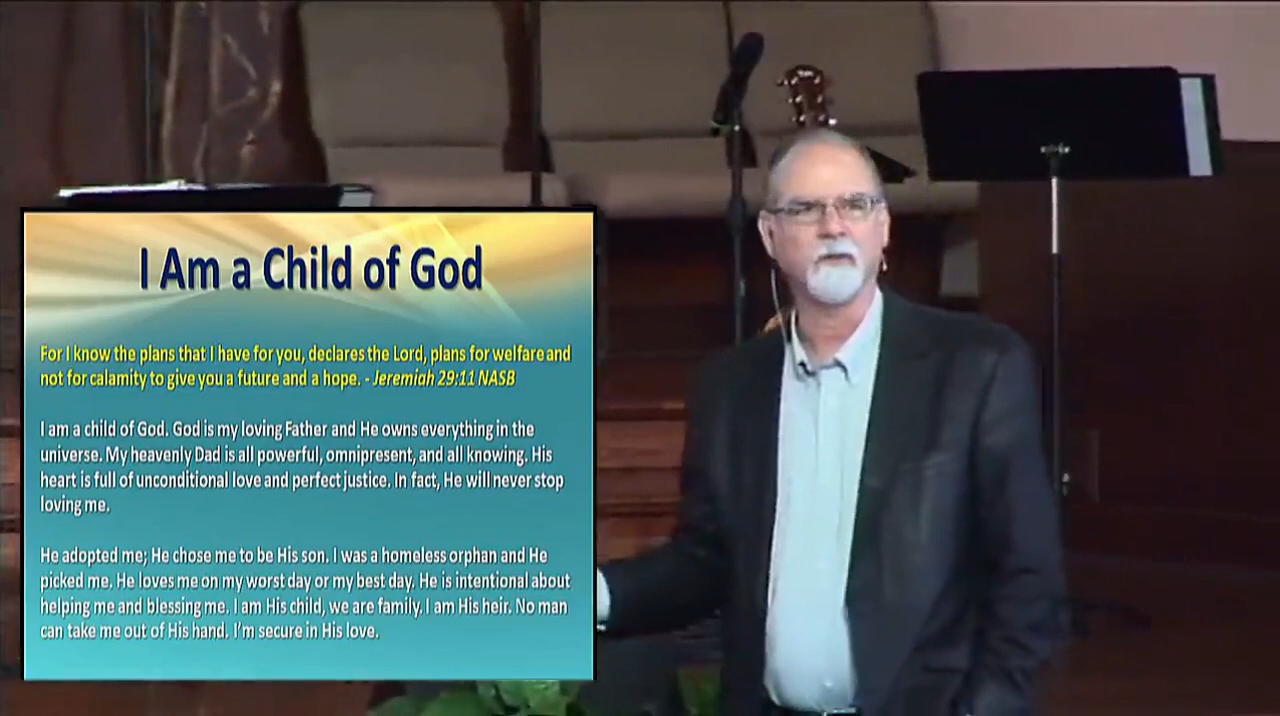 I Am a Child of God
For I know the plans that I have for you, declares the Lord, plans for welfare and
not for calamity to give you a future and a hope. - Jeremiah 29:11 NASB
I am a child of God. God is my loving Father and He owns everything in the
universe. My heavenly Dad is all powerful, omnipresent, and all knowing. His
heart is full of unconditional love and perfect justice. In fact, He will never stop
loving me.
He adopted me; He chose me to be His son. I was a homeless orphan and He
picked me. He loves me on my worst day or my best day. He is intentional about
helping me and blessing me. I am His child, we are family. I am His heir. No man
can take me out of His hand. I'm secure in His love.